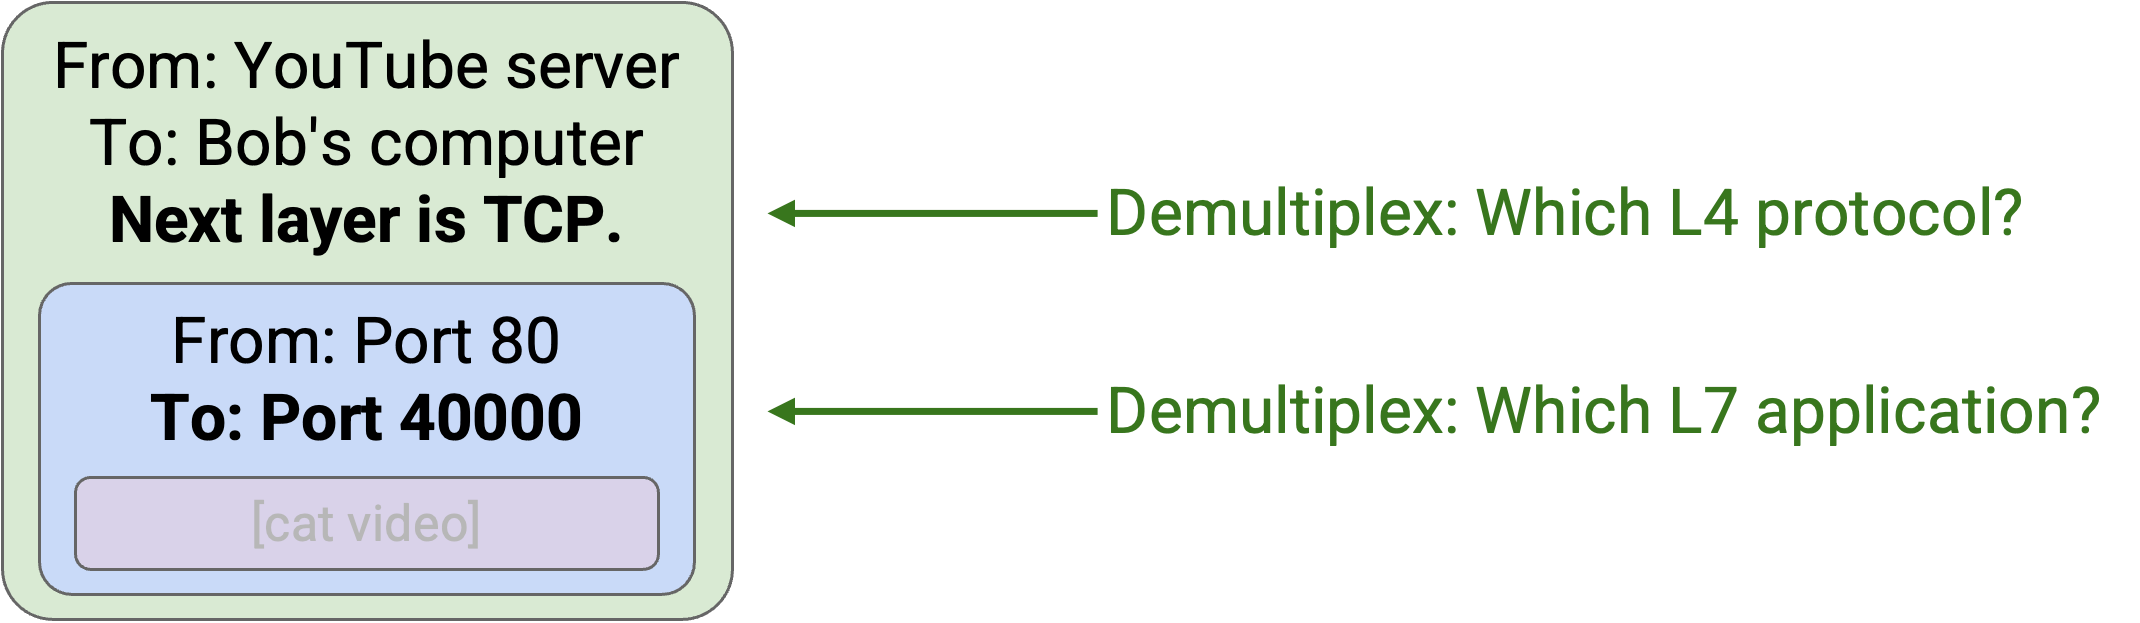 From: YouTube server
To: Bob's computer
Next layer is TCP.
Demultiplex: Which L4 protocol?
From: Port 80
To: Port 40000
Demultiplex: Which L7 application?
[cat video]